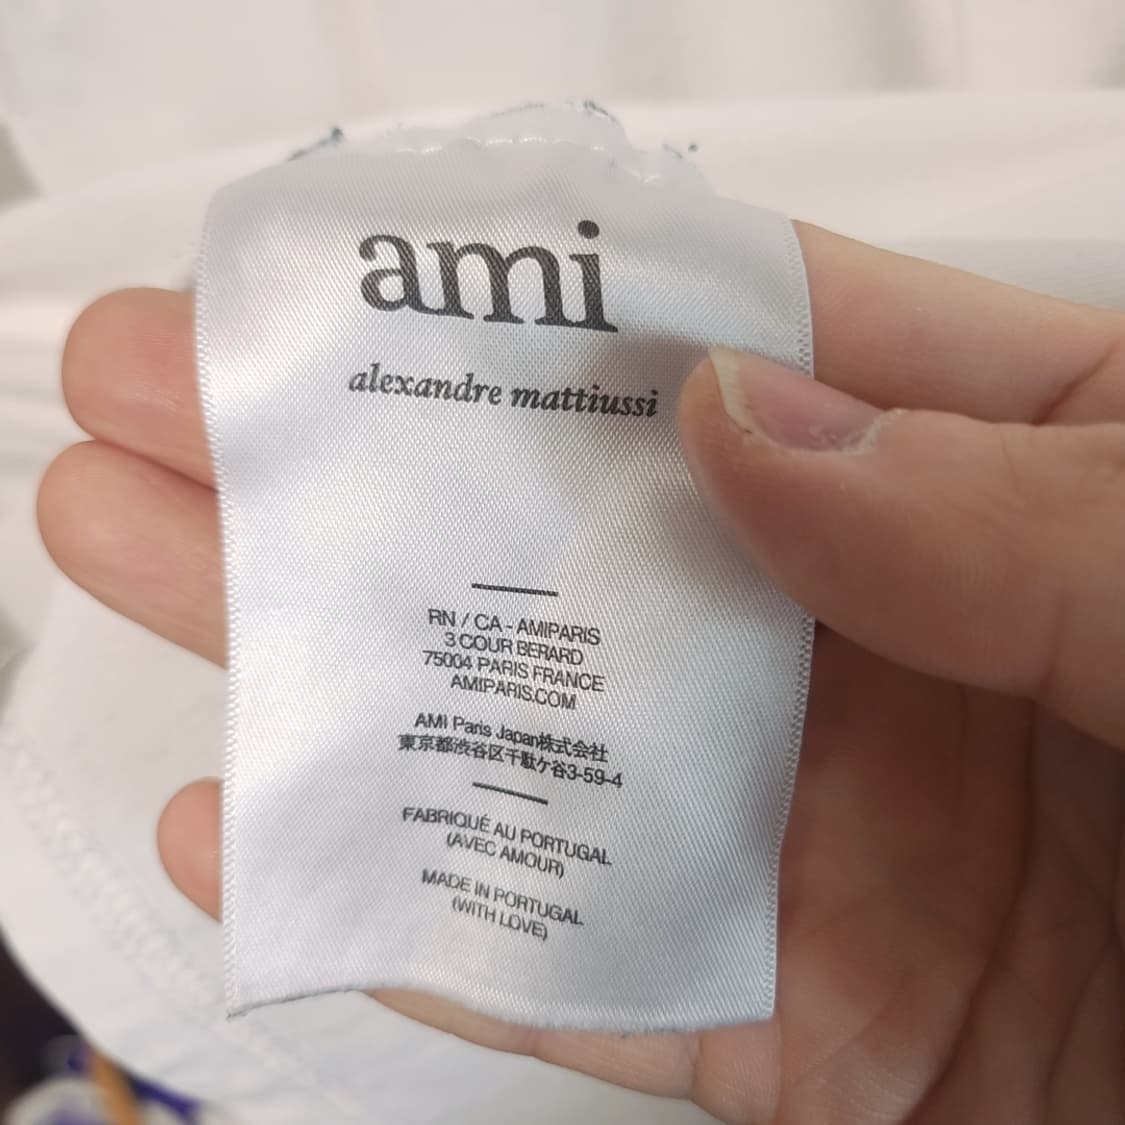 ami
alexandre mattiussi
RN / CA - AMIPARIS
3 COUR BERARD
75004 PARIS FRANCE
AMIPARIS.COM
AMI Paris Japan株式会社
東京都渋谷区千駄ケ谷3-59-4
FABRIQUÉ AU PORTUGAL
(AVEC AMOUR)
MADE IN PORTUGAL
(WITH LOVE)